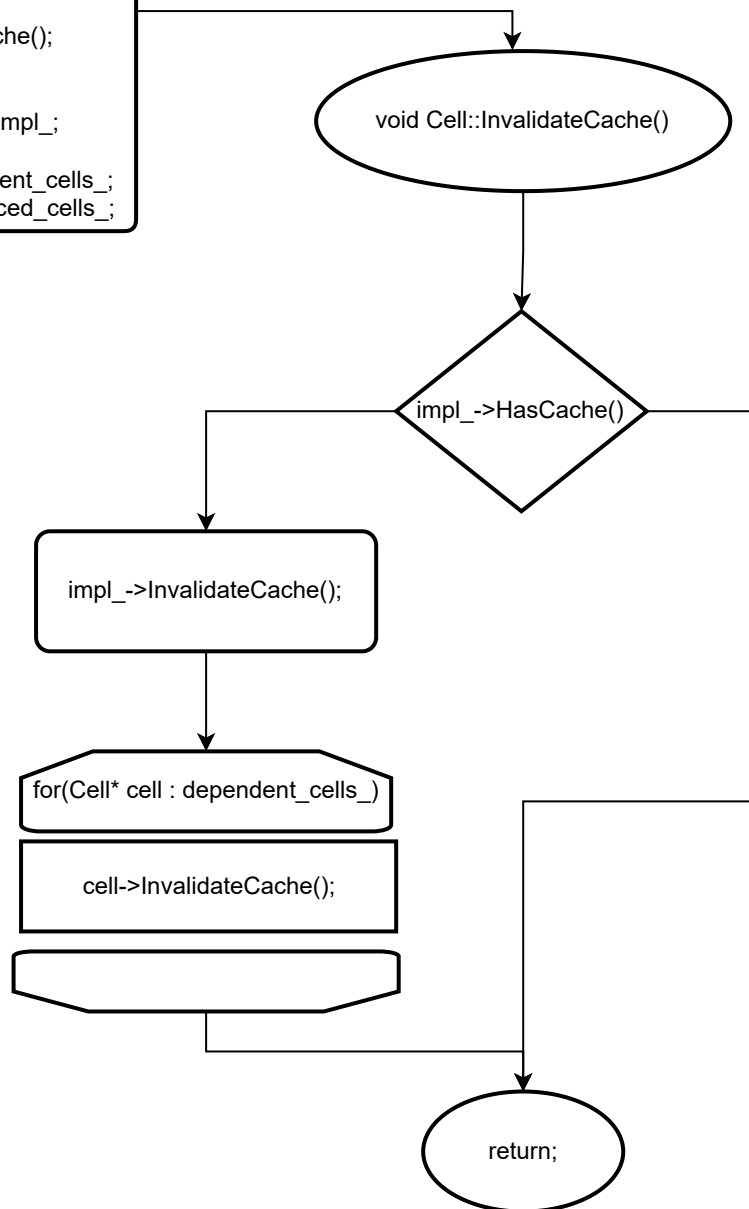 che();
mpl_;
ent_cells_;
ced_cells_;
void Cell::InvalidateCache()
impl_->HasCache()
impl_->InvalidateCache();
for(Cell* cell : dependent_cells_)
cell->InvalidateCache();
return;